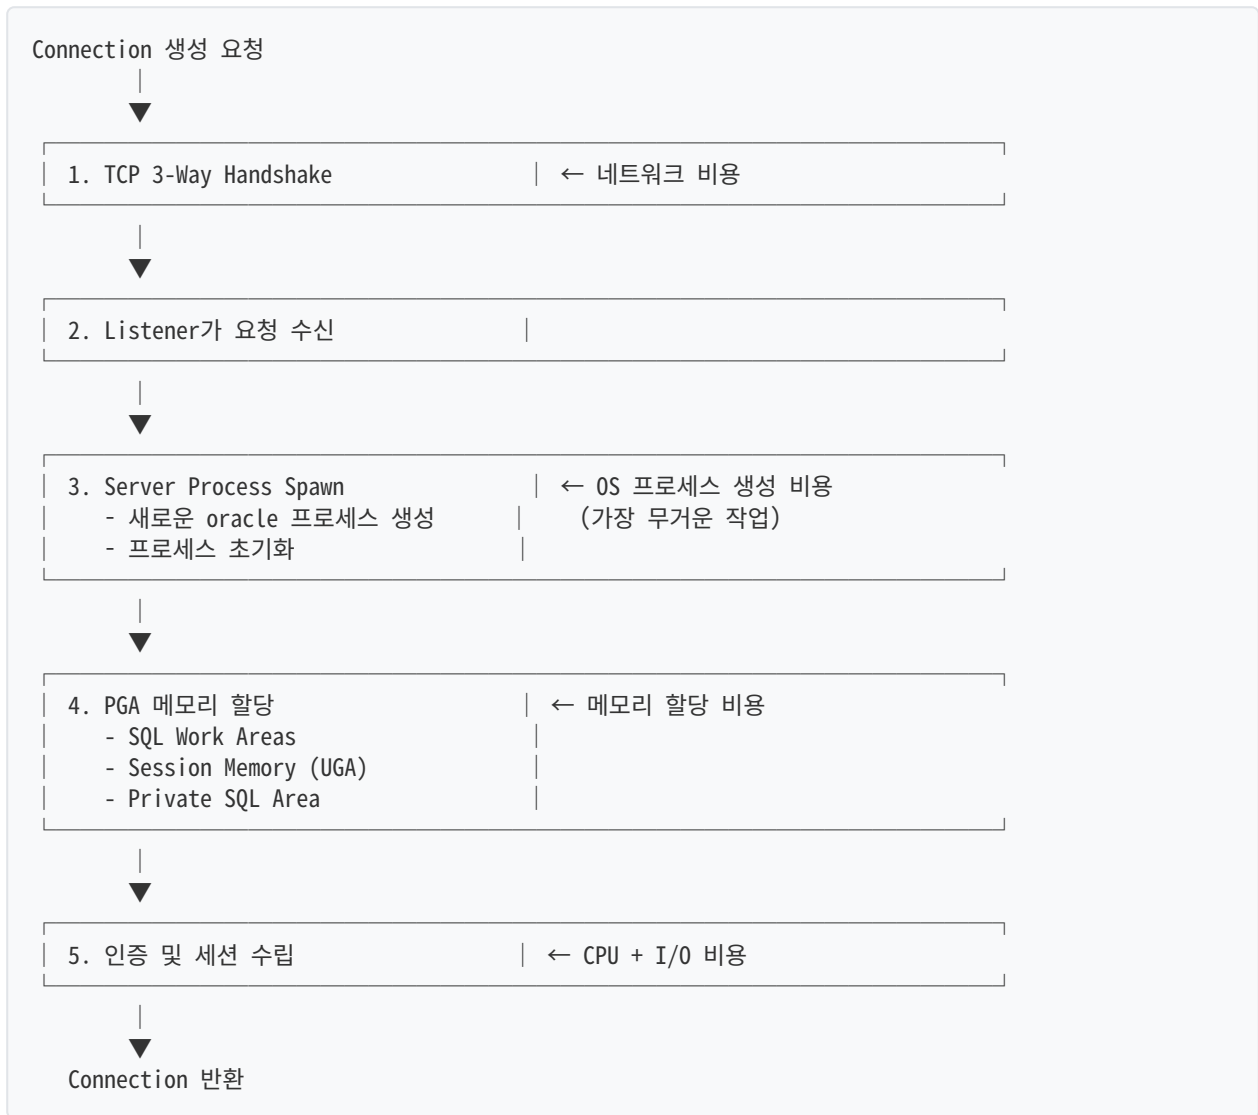 Connection 생성 요청
1. TCP 3-Way Handshake ← 네트워크 비용
2. Listener가 요청 수신
3. Server Process Spawn ← OS 프로세스 생성 비용
- 새로운 oracle 프로세스 생성 (가장 무거운 작업)
- 프로세스 초기화
4. PGA 메모리 할당 ← 메모리 할당 비용
- SQL Work Areas
- Session Memory (UGA)
- Private SQL Area
5. 인증 및 세션 수립 ← CPU + I/O 비용
Connection 반환